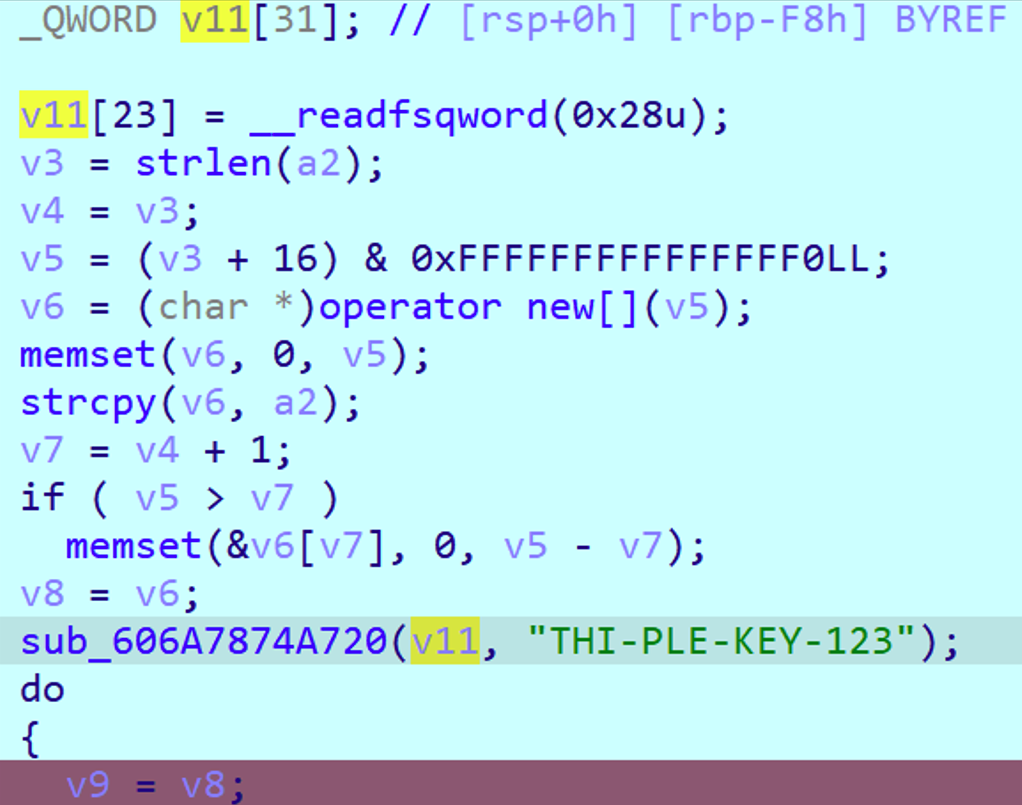 _QWORD v11[31]; // [rsp+0h] [rbp-F8h] BYREF
v11[23] = __readfsqword(0x28u);
v3 = strlen(a2);
v4 = v3;
v5 = (v3 + 16) & 0xFFFFFFFFFFFFFFF0LL;
v6 = (char *)operator new[](v5);
memset(v6, 0, v5);
strcpy(v6, a2);
v7 = v4 + 1;
if ( v5 > v7 )
memset(&v6[v7], 0, v5 - v7);
v8 = v6;
sub_606A7874A720(v11, "THI-PLE-KEY-123");
do
{
v9 = v8;